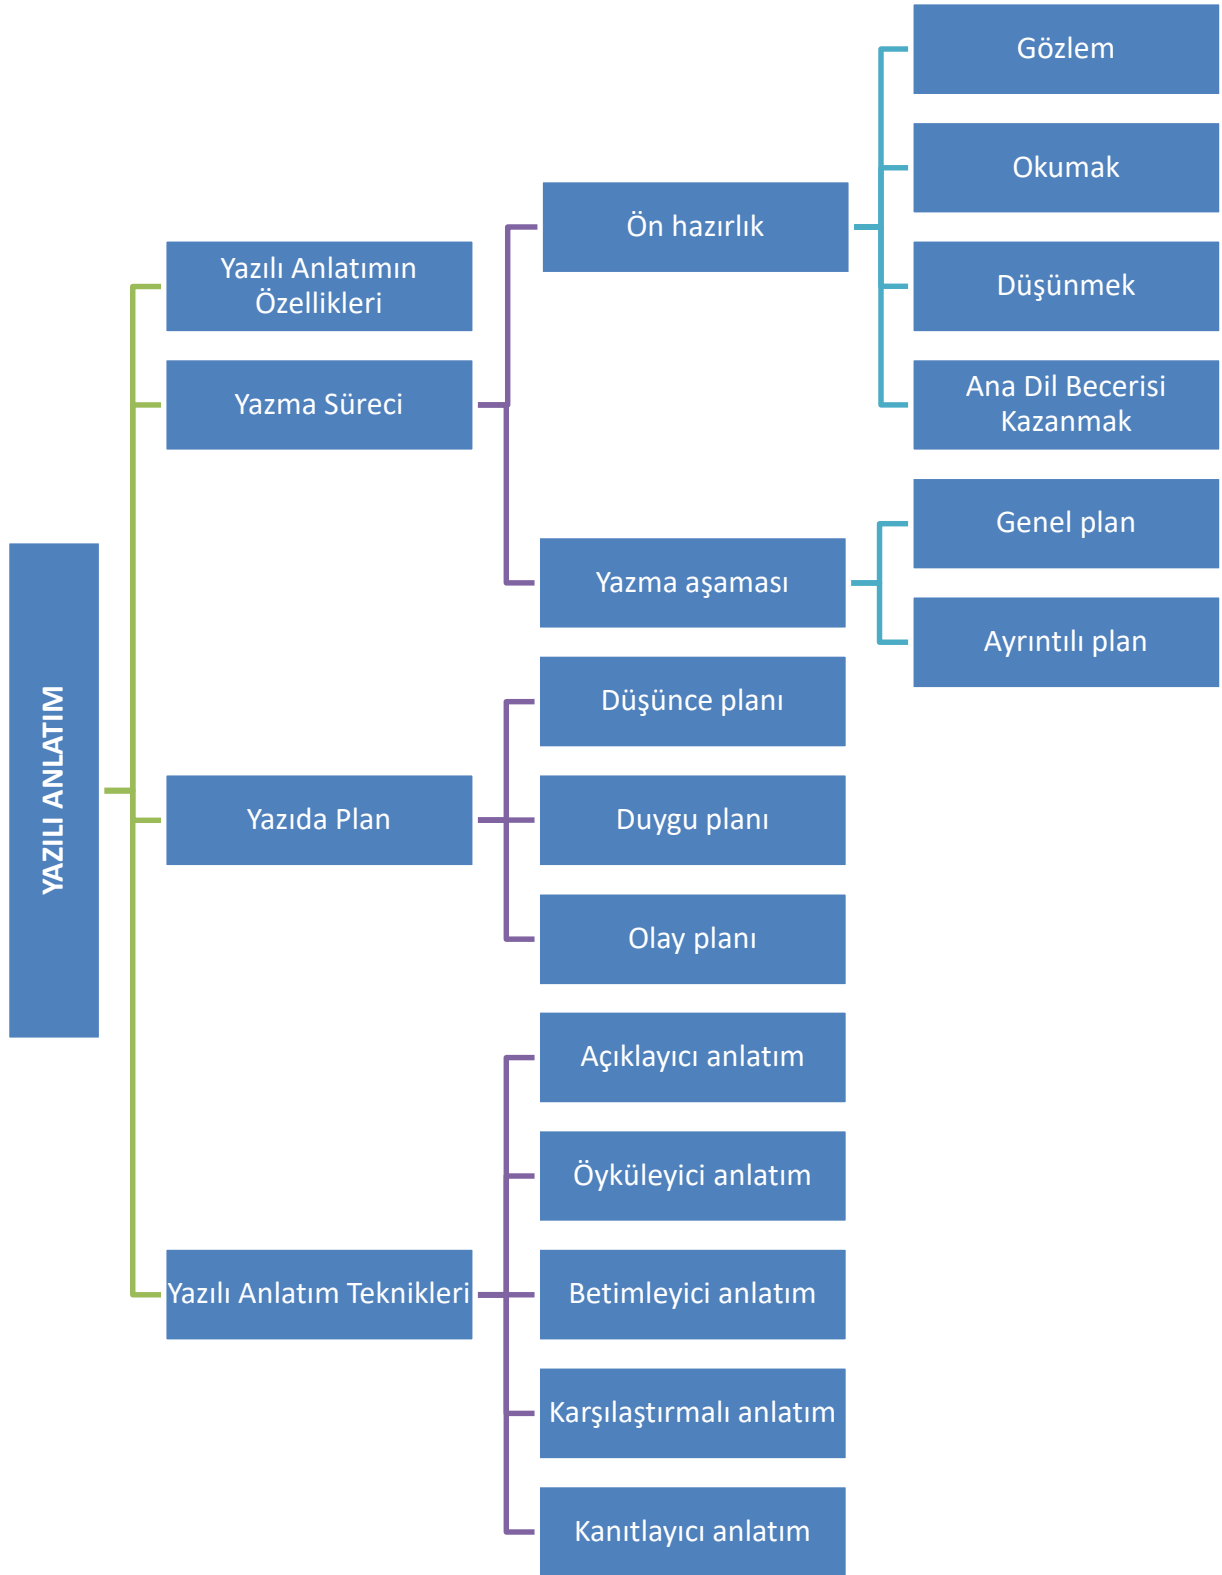 YAZILI ANLATIM
Yazılı Anlatımın
Özellikleri
Yazma Süreci
Ön hazırlık
Gözlem
Okumak
Düşünmek
Ana Dil Becerisi
Kazanmak
Yazma aşaması
Genel plan
Ayrıntılı plan
Yazıda Plan
Düşünce planı
Duygu planı
Olay planı
Yazılı Anlatım Teknikleri
Açıklayıcı anlatım
Öyküleyici anlatım
Betimleyici anlatım
Karşılaştırmalı anlatım
Kanıtlayıcı anlatım